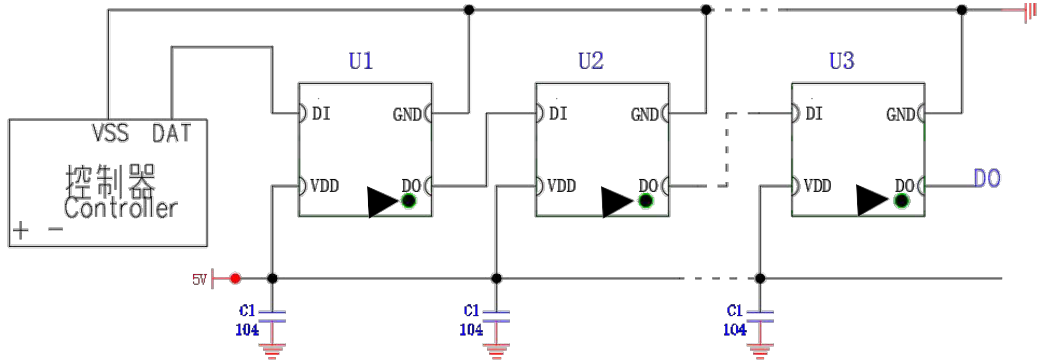 U1
U2
U3
DI
GND
DI
GND
DI
GND
VSS DAT
控制器
Controller
+ -
VDD
DO
VDD
DO
VDD
DO
DO
5V
C1
104
C1
104
C1
104